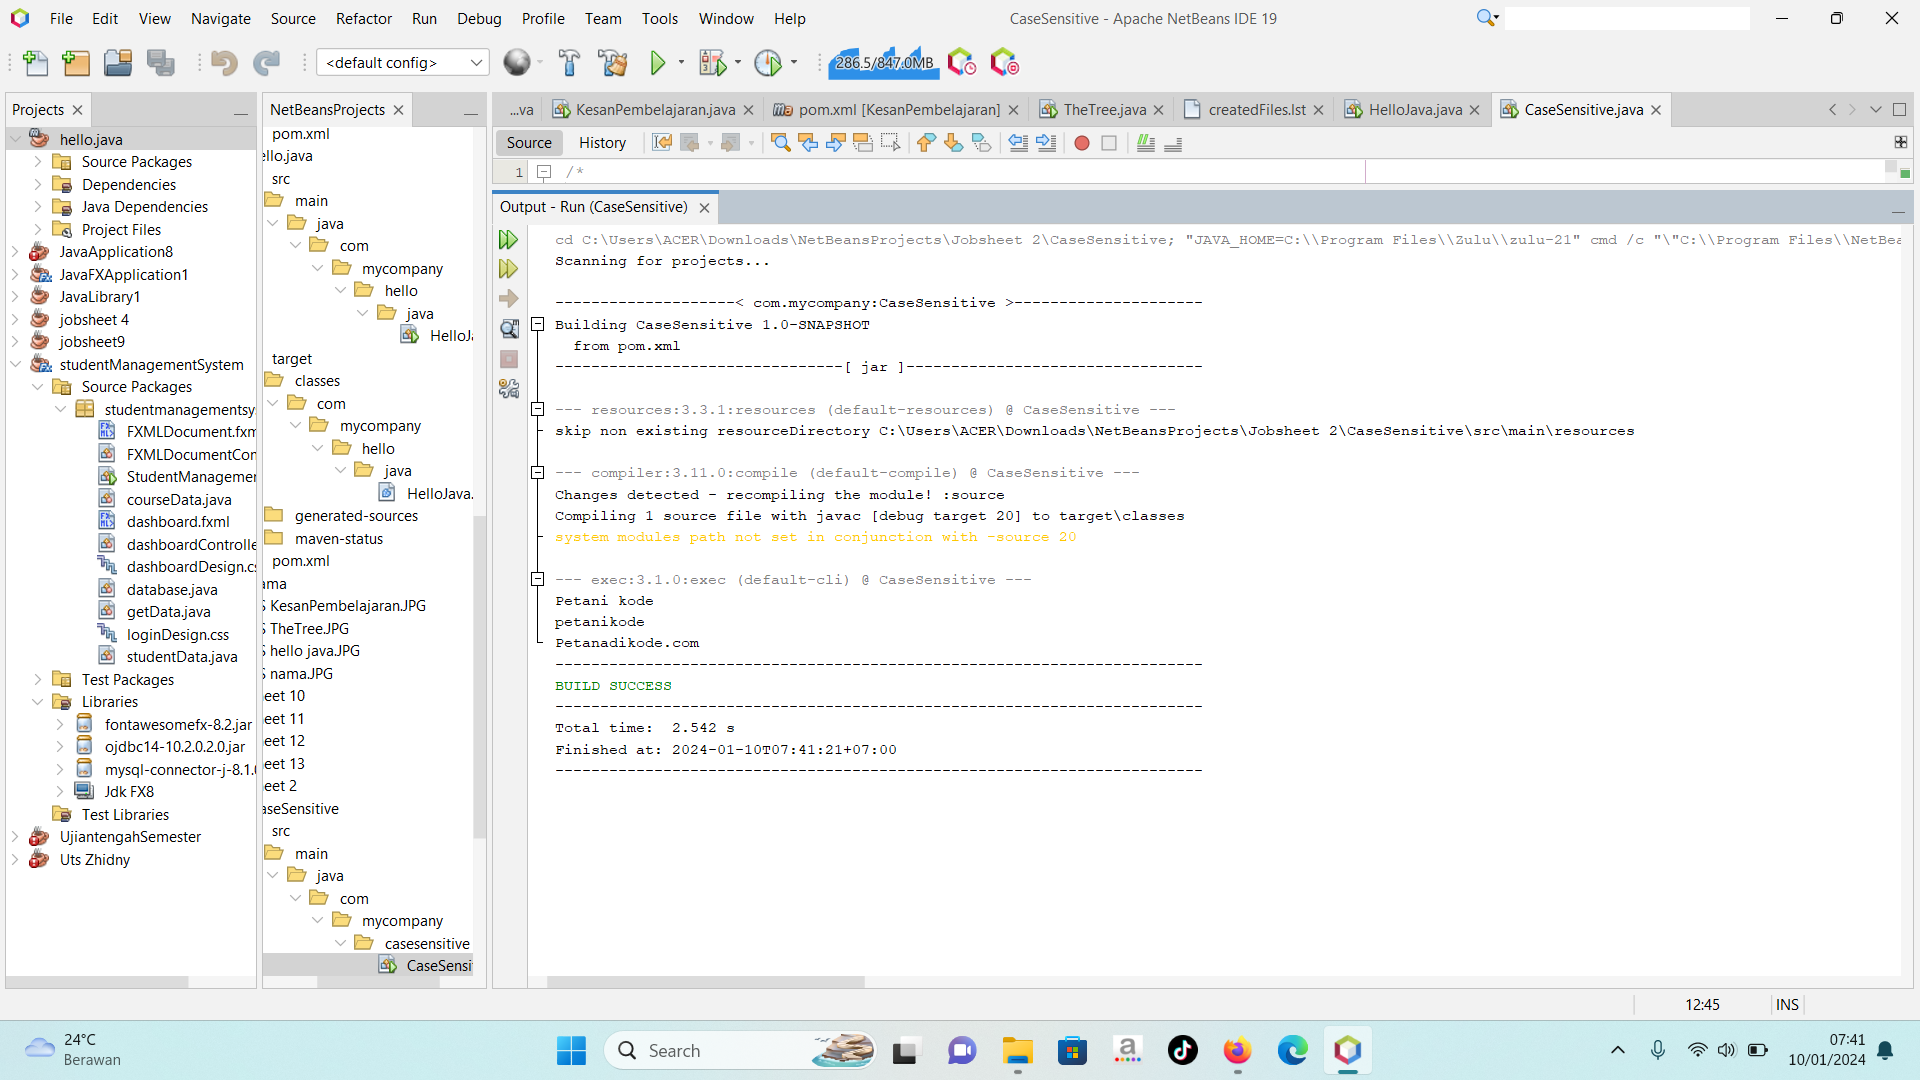 File Edit View Navigate Source Refactor Run Debug Profile Team Tools Window Help
CaseSensitive - Apache NetBeans IDE 19
<default config>
286.5/847.0MB
Projects
hello.java
Source Packages
Dependencies
Java Dependencies
Project Files
JavaApplication8
JavaFXApplication1
JavaLibrary1
jobsheet 4
jobsheet9
studentManagementSystem
Source Packages
studentmanagementsy
FXMLDocument.fxm
FXMLDocumentCon
StudentManagemer
courseData.java
dashboard.fxml
dashboardControlle
dashboardDesign.cs
database.java
getData.java
loginDesign.css
studentData.java
Test Packages
Libraries
fontawesomefx-8.2.jar
ojdbc14-10.2.0.2.0.jar
mysql-connector-j-8.1.0
Jdk FX8
Test Libraries
UjiantengahSemester
Uts Zhidny
NetBeansProjects
pom.xml
ello.java
src
main
java
com
mycompany
hello
java
HelloJa
target
classes
com
mycompany
hello
java
HelloJava.
generated-sources
maven-status
pom.xml
ama
S KesanPembelajaran.JPG
S TheTree.JPG
S hello java.JPG
S nama.JPG
eet 10
eet 11
eet 12
eet 13
eet 2
aseSensitive
src
main
java
com
mycompany
casesensitive
CaseSensi
...va KesanPembelajaran.java pom.xml [KesanPembelajaran] TheTree.java createdFiles.lst HelloJava.java CaseSensitive.java
Source History
1 /*
Output - Run (CaseSensitive)
cd C:\Users\ACER\Downloads\NetBeansProjects\Jobsheet 2\CaseSensitive; "JAVA_HOME=C:\\Program Files\\Zulu\\zulu-21" cmd /c "\"C:\\Program Files\\NetBea
Scanning for projects...
--------------------< com.mycompany:CaseSensitive >---------------------
Building CaseSensitive 1.0-SNAPSHOT
from pom.xml
--------------------------------[ jar ]---------------------------------
--- resources:3.3.1:resources (default-resources) @ CaseSensitive ---
skip non existing resourceDirectory C:\Users\ACER\Downloads\NetBeansProjects\Jobsheet 2\CaseSensitive\src\main\resources
--- compiler:3.11.0:compile (default-compile) @ CaseSensitive ---
Changes detected - recompiling the module! :source
Compiling 1 source file with javac [debug target 20] to target\classes
system modules path not set in conjunction with -source 20
--- exec:3.1.0:exec (default-cli) @ CaseSensitive ---
Petani kode
petanikode
Petanadikode.com
------------------------------------------------------------------------
BUILD SUCCESS
------------------------------------------------------------------------
Total time:  2.542 s
Finished at: 2024-01-10T07:41:21+07:00
------------------------------------------------------------------------
12:45 INS
24°C
Berawan
Search
07:41
10/01/2024